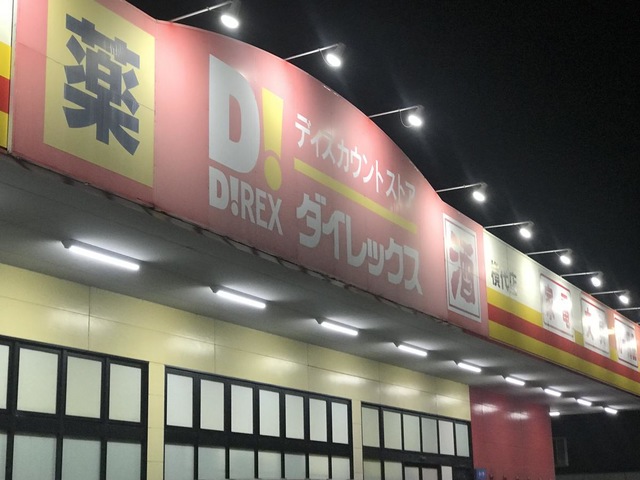 薬
D!
D!REX
ディスカウント ストア
ダイレックス
酒